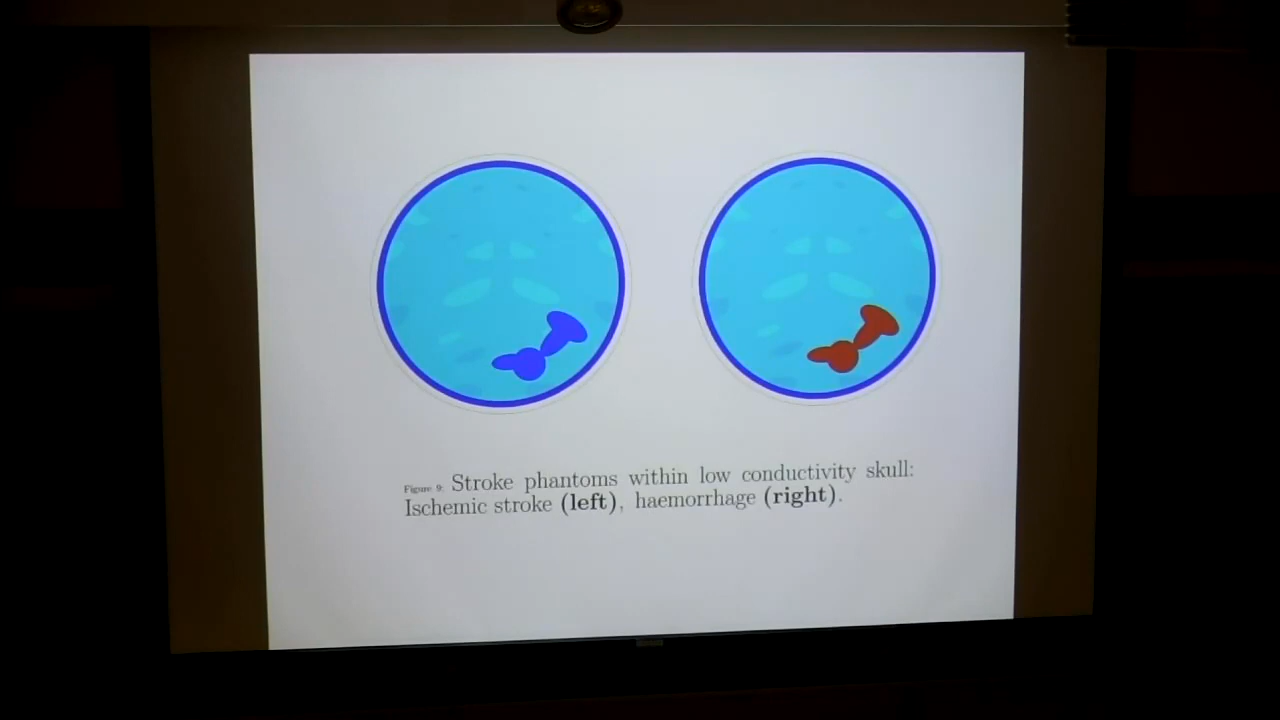 Figure 9: Stroke phantoms within low conductivity skull:
Ischemic stroke (left), haemorrhage (right).